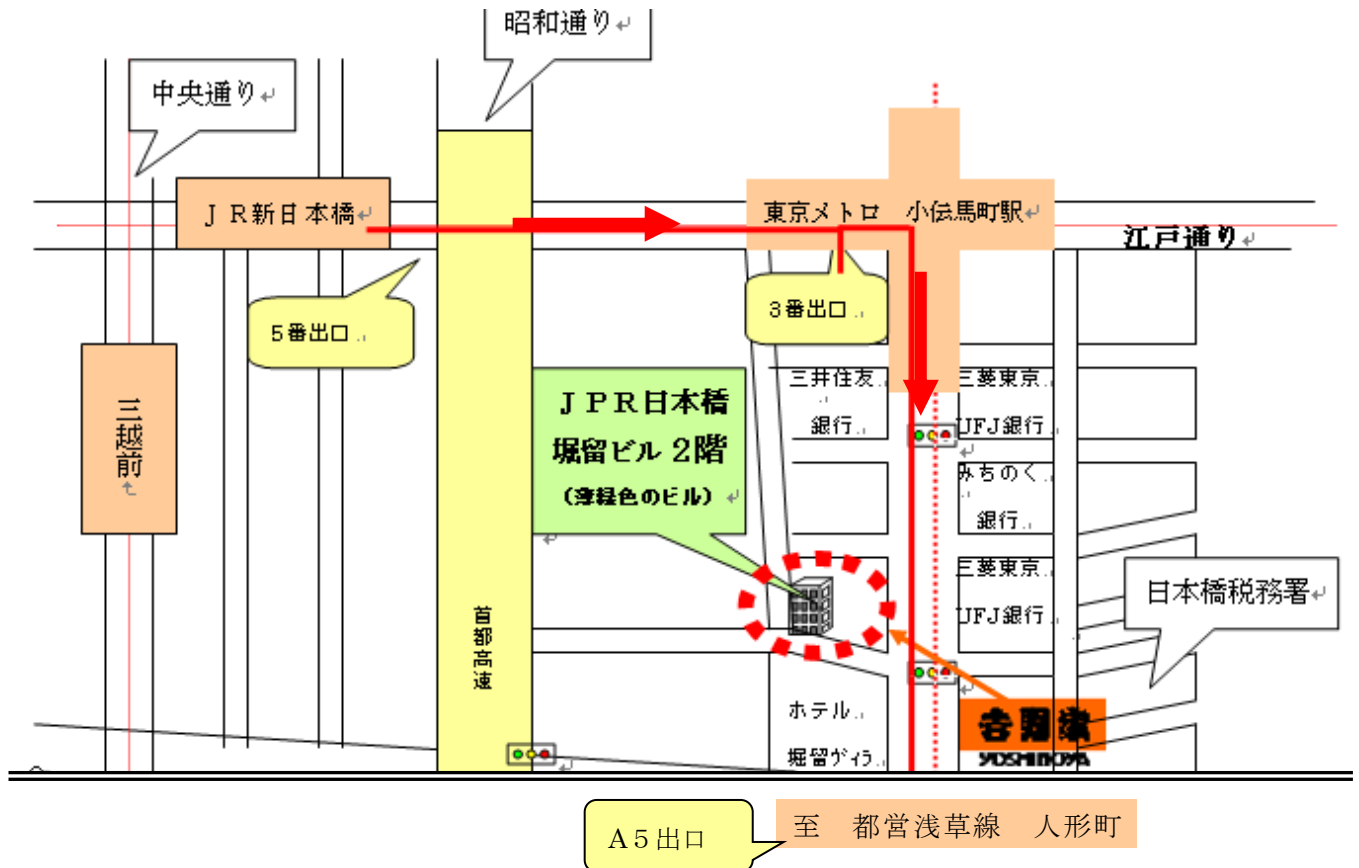 昭和通り
中央通り
ＪＲ新日本橋
東京メトロ 小伝馬町駅
江戸通り
5番出口
3番出口
三越前
ＪＰＲ日本橋
堀留ビル 2階
(薄緑色のビル)
三井住友
銀行
三菱東京
UFJ銀行
みちのく
銀行
三菱東京
UFJ銀行
日本橋税務署
首都高速
ホテル
堀留ヴィラ
吉野家
YOSHINOYA
A５出口
至 都営浅草線 人形町